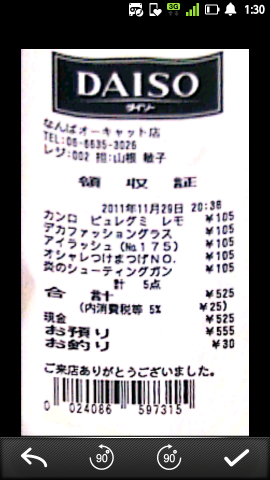 1:30
3G
DAISO
ダイソー
なんばオーキャット店
TEL:06-6635-3026
レジ:002 担:山根 敏子
領収証
2011年11月29日 20:38
カンロ ピュレグミ レモ ¥105
デカファッショングラス ¥105
アイラッシュ(No.175) ¥105
オシャレつけまつげNO. ¥105
炎のシューティングガン ¥105
計 5点
合計 ¥525
(内消費税等 5% ¥25)
現金 ¥525
お預り ¥555
お釣り ¥30
ご来店ありがとうございました。
0 024086 597315
90° 90°